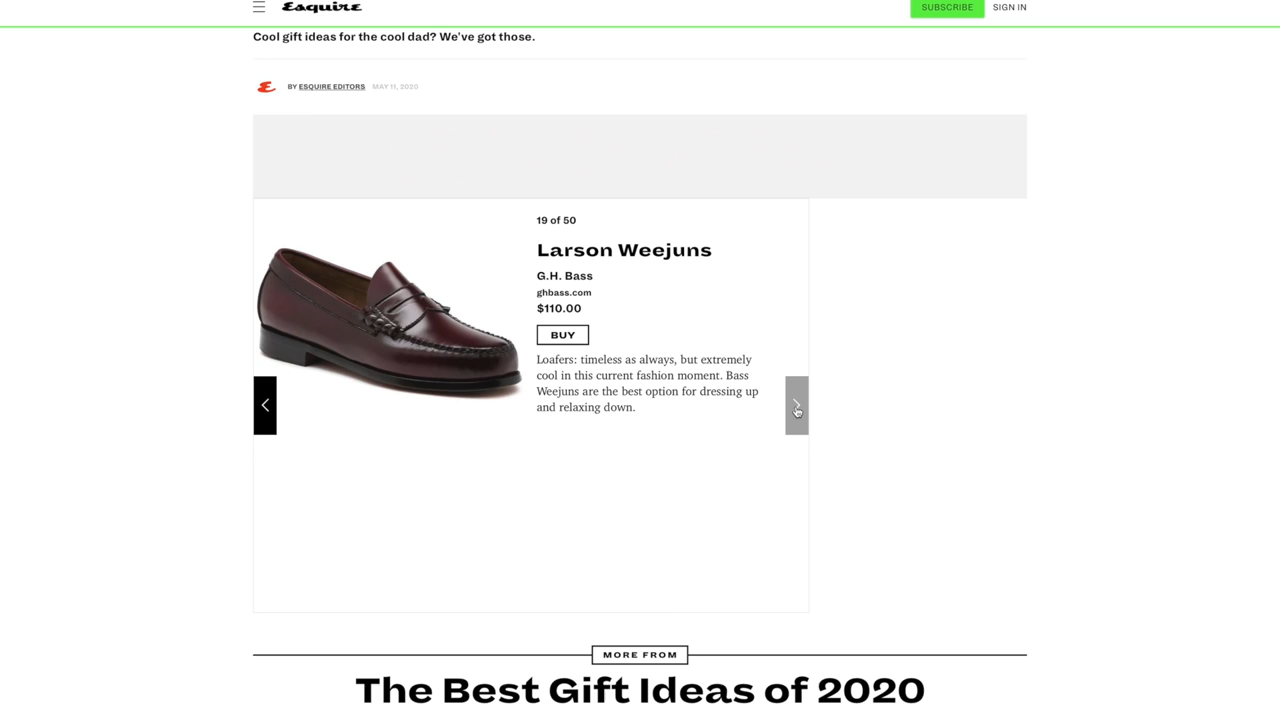 Esquire
SUBSCRIBE
SIGN IN
Cool gift ideas for the cool dad? We've got those.
BY ESQUIRE EDITORS MAY 11, 2020
19 of 50
Larson Weejuns
G.H. Bass
ghbass.com
$110.00
BUY
Loafers: timeless as always, but extremely
cool in this current fashion moment. Bass
Weejuns are the best option for dressing up
and relaxing down.
MORE FROM
The Best Gift Ideas of 2020